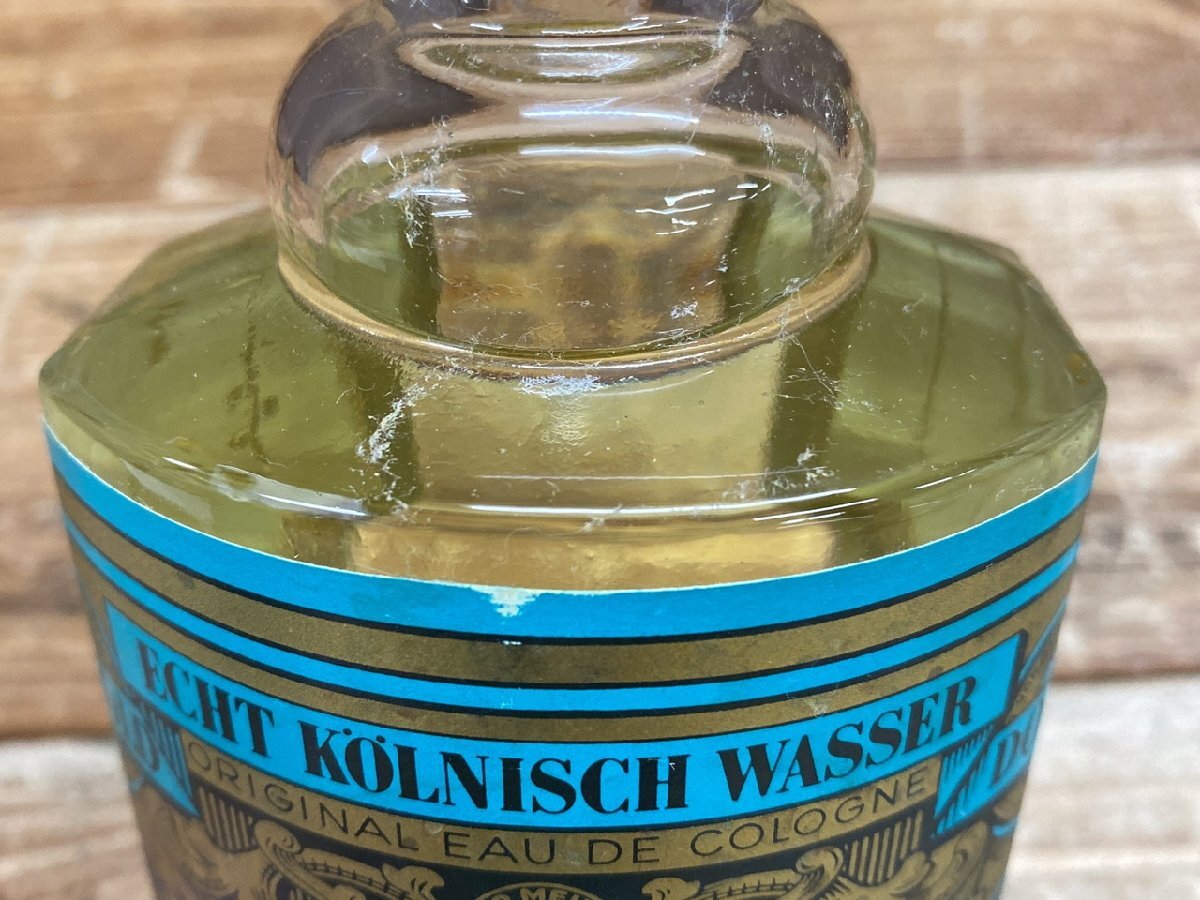 ECHT KÖLNISCH WASSER
ORIGINAL EAU DE COLOGNE